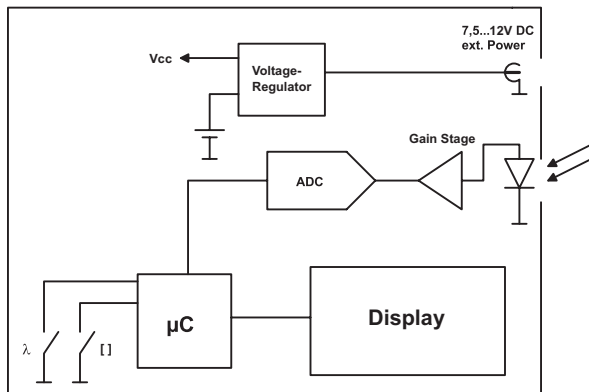 7,5...12V DC
ext. Power
Vcc
Voltage-
Regulator
Gain Stage
ADC
µC
Display
λ
[ ]